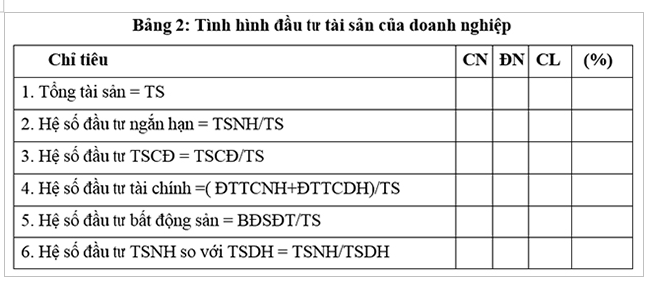 Bảng 2: Tình hình đầu tư tài sản của doanh nghiệp
Chỉ tiêu CN ĐN CL (%)
1. Tổng tài sản = TS
2. Hệ số đầu tư ngắn hạn = TSNH/TS
3. Hệ số đầu tư TSCĐ = TSCĐ/TS
4. Hệ số đầu tư tài chính =( ĐTTCNH+ĐTTCDH)/TS
5. Hệ số đầu tư bất động sản = BĐSĐT/TS
6. Hệ số đầu tư TSNH so với TSDH = TSNH/TSDH